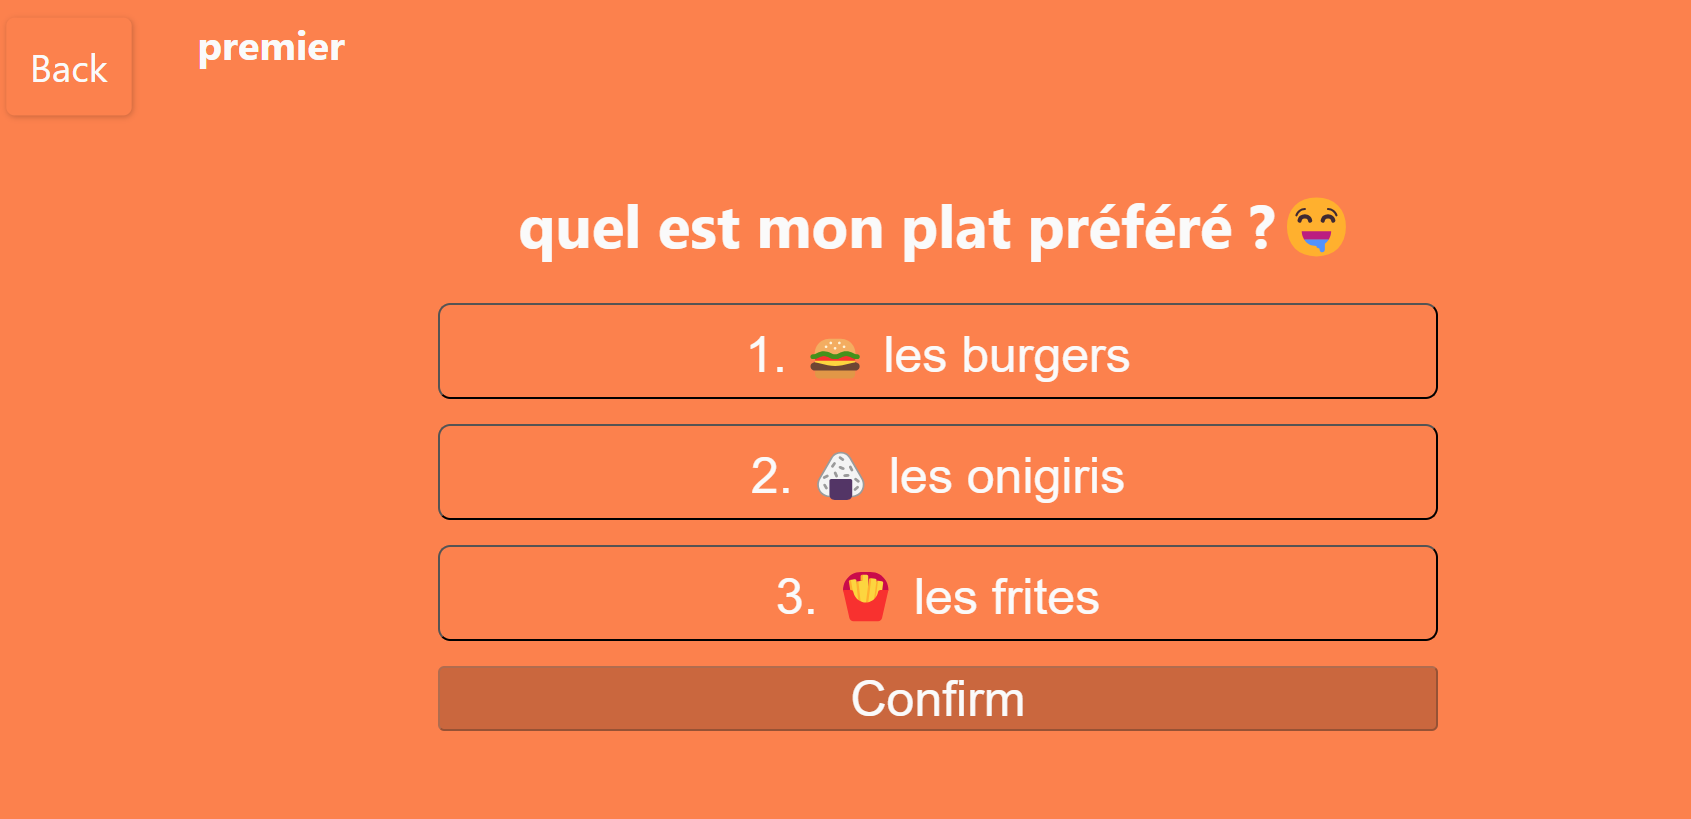 Back
premier
quel est mon plat préféré ?🤤
1. 🍔 les burgers
2. 🍙 les onigiris
3. 🍟 les frites
Confirm